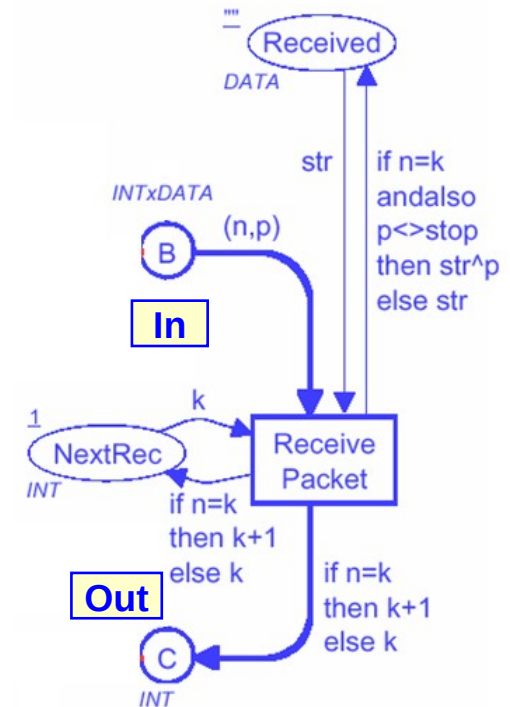 ""
Received
DATA
str
if n=k
andalso
p<>stop
then str^p
else str
INTxDATA
(n,p)
B
In
k
1
NextRec
INT
Receive
Packet
if n=k
then k+1
else k
Out
if n=k
then k+1
else k
C
INT